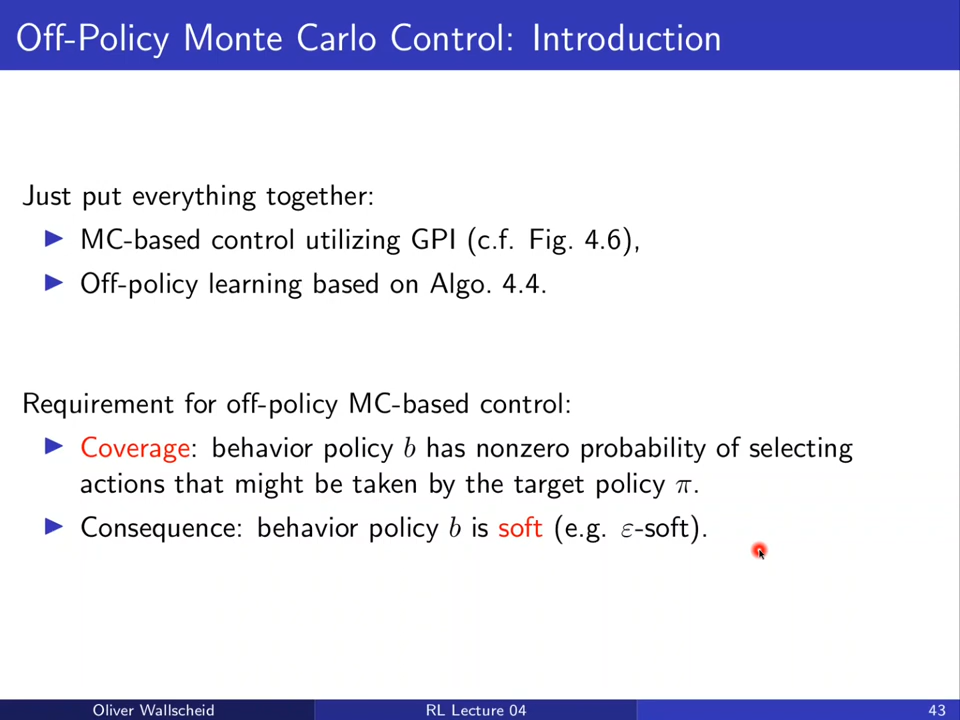 Off-Policy Monte Carlo Control: Introduction
Just put everything together:
MC-based control utilizing GPI (c.f. Fig. 4.6),
Off-policy learning based on Algo. 4.4.
Requirement for off-policy MC-based control:
Coverage: behavior policy b has nonzero probability of selecting
actions that might be taken by the target policy π.
Consequence: behavior policy b is soft (e.g. ε-soft).
Oliver Wallscheid
RL Lecture 04
43